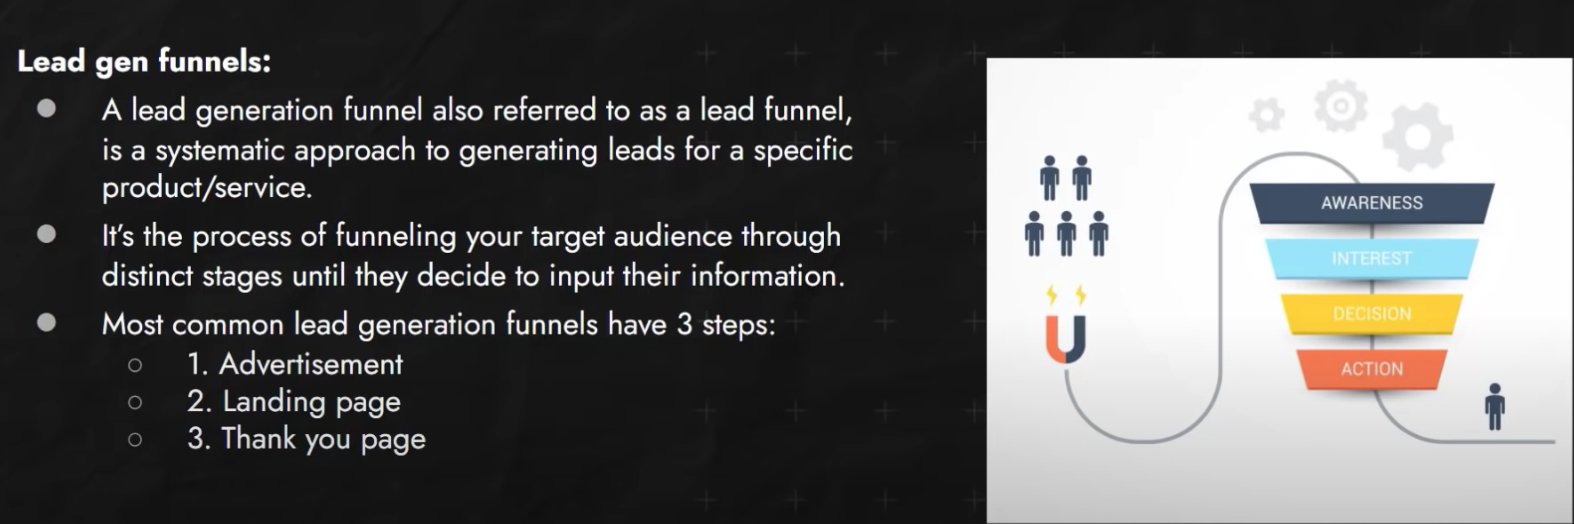 Lead gen funnels:
A lead generation funnel also referred to as a lead funnel,
is a systematic approach to generating leads for a specific
product/service.
It's the process of funneling your target audience through
distinct stages until they decide to input their information.
Most common lead generation funnels have 3 steps:
1. Advertisement
2. Landing page
3. Thank you page
AWARENESS
INTEREST
DECISION
ACTION